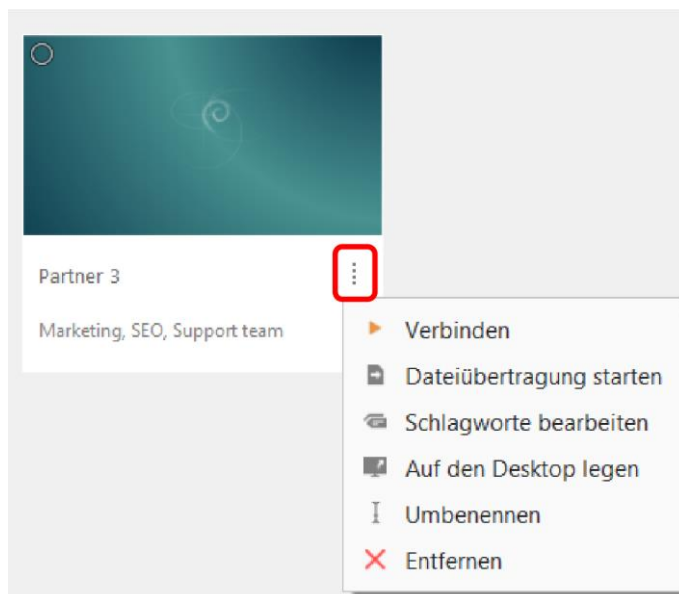 Partner 3
Marketing, SEO, Support team
Verbinden
Dateiübertragung starten
Schlagworte bearbeiten
Auf den Desktop legen
Umbenennen
Entfernen